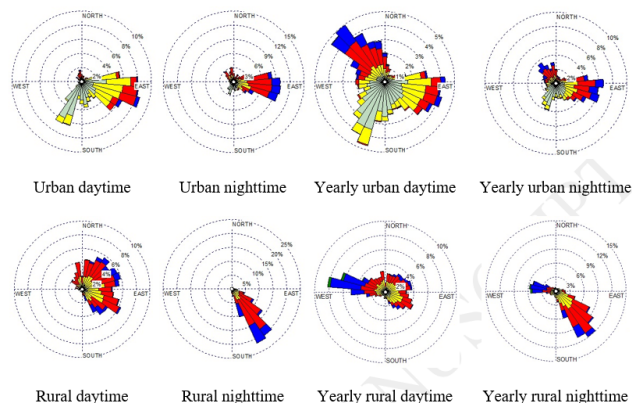 NORTH NORTH NORTH NORTH
10% 15% 5% 10%
8% 12% 4% 8%
6% 9% 6%
4% 6% 4%
2% 3% 1% 2%
WEST EAST WEST EAST WEST EAST WEST EAST
SOUTH SOUTH SOUTH SOUTH
Urban daytime Urban nighttime Yearly urban daytime Yearly urban nighttime
NORTH NORTH NORTH NORTH
10% 25% 10% 15%
8% 20% 8% 12%
6% 15% 6% 9%
4% 10% 4% 6%
2% 5% 2% 3%
WEST EAST WEST EAST WEST EAST WEST EAST
SOUTH SOUTH SOUTH SOUTH
Rural daytime Rural nighttime Yearly rural daytime Yearly rural nighttime